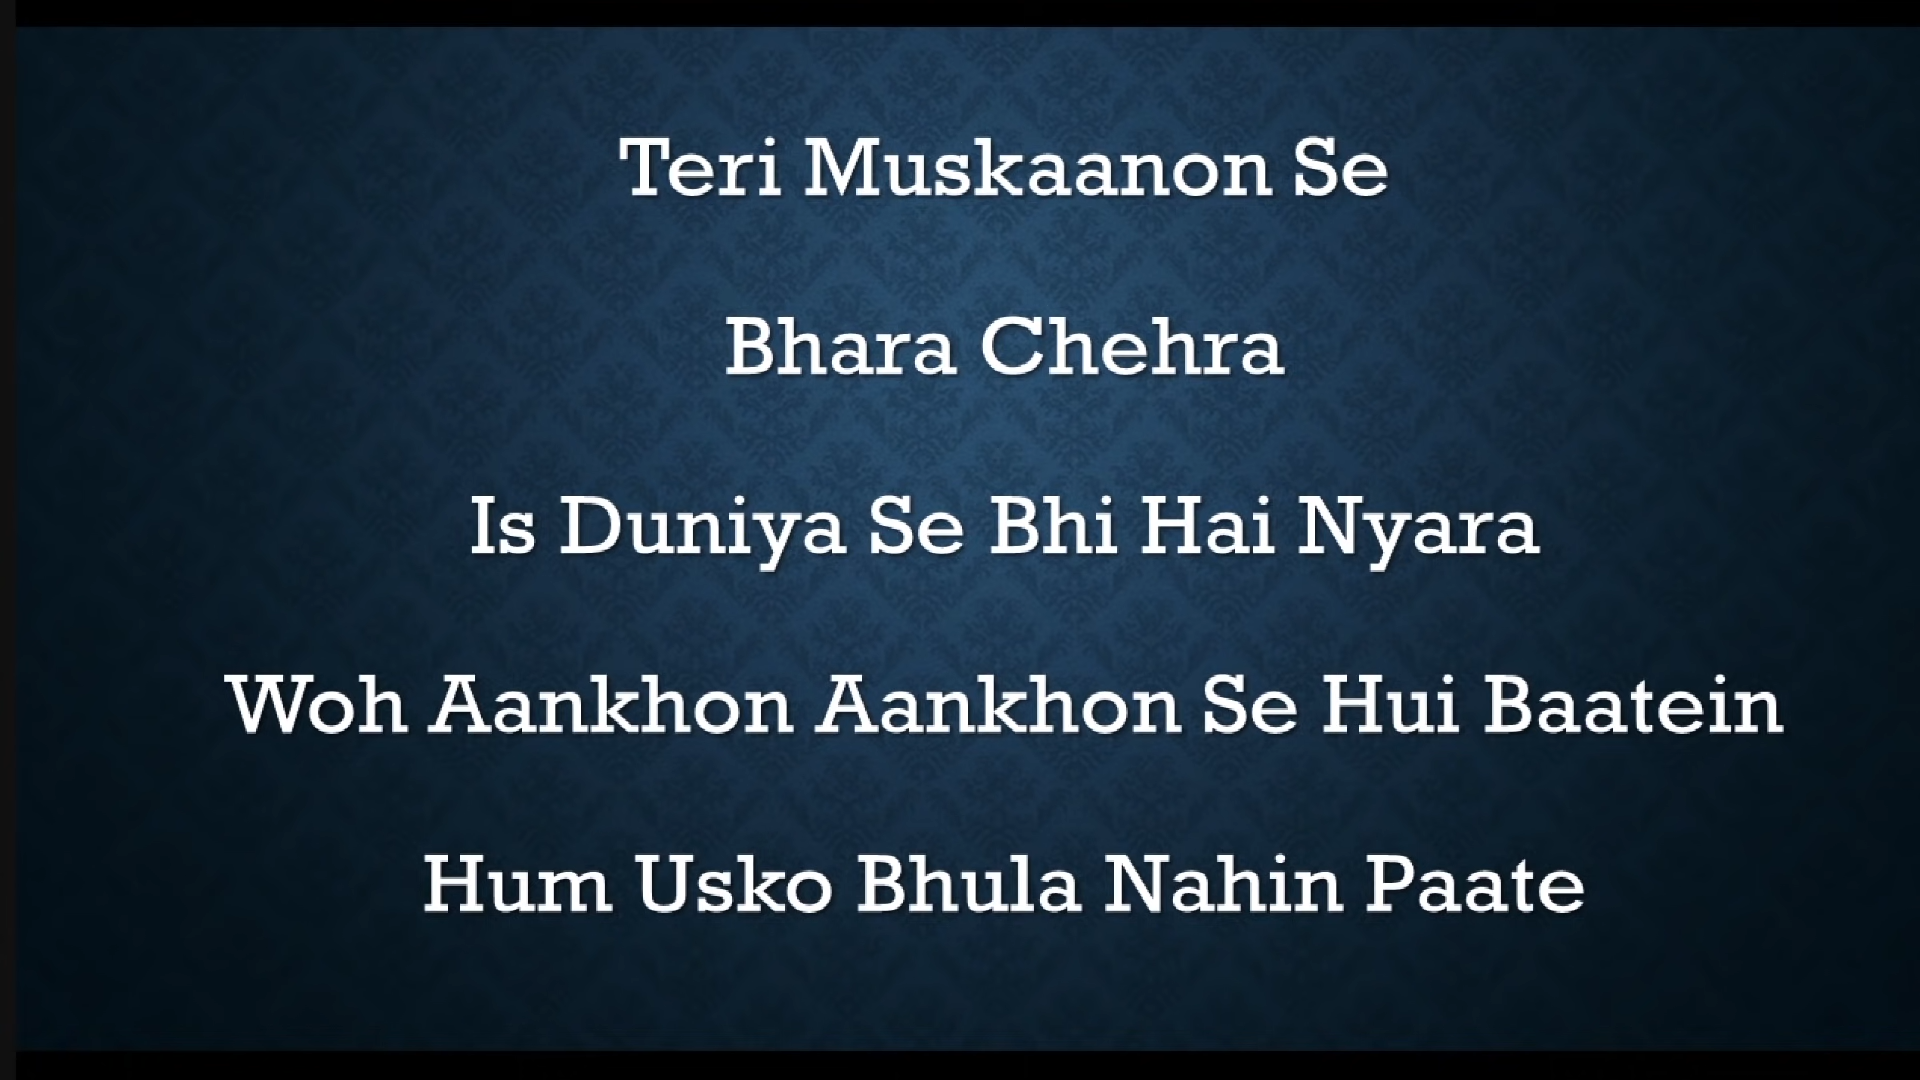 Teri Muskaanon Se
Bhara Chehra
Is Duniya Se Bhi Hai Nyara
Woh Aankhon Aankhon Se Hui Baatein
Hum Usko Bhula Nahin Paate